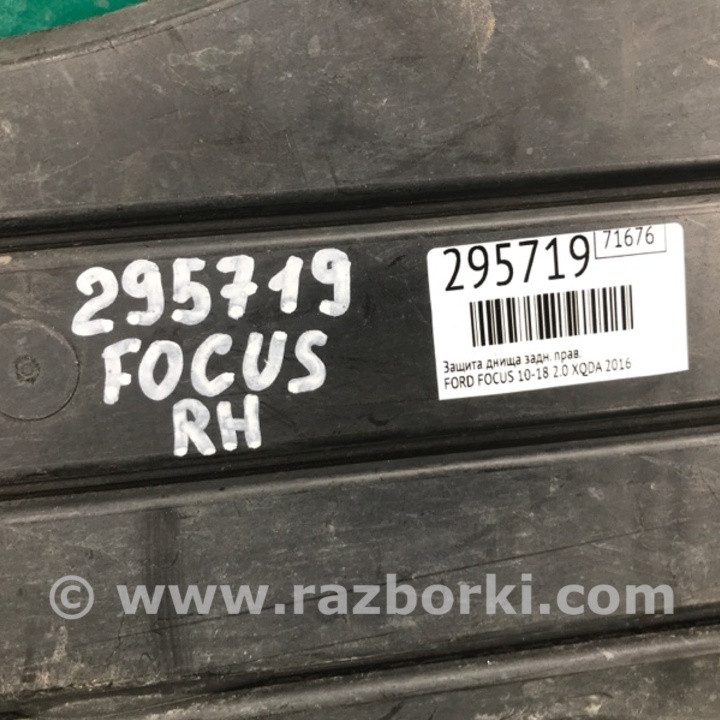 295719
FOCUS
RH
295719 71676
Защита днища задн. прав.
FORD FOCUS 10-18 2.0 XQDA 2016
© www.razborki.com